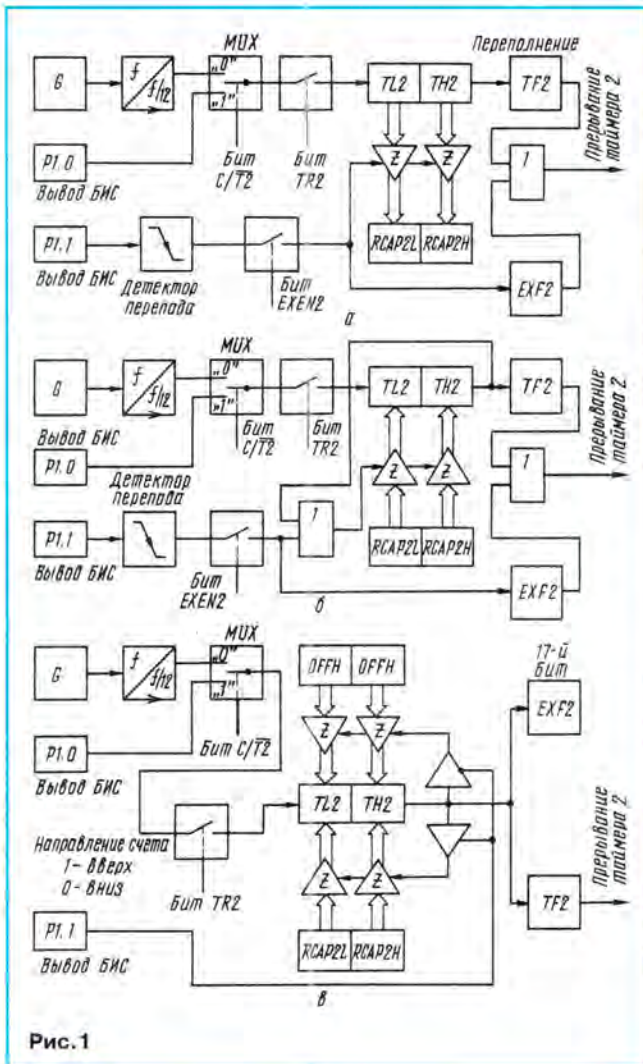 MUX
Переполнение
G
f
f/12
„0"
„1"
TL2
TH2
TF2
P1.0
Вывод БИС
Бит
C/T2
Бит
TR2
Z
Z
1
Прерывание
таймера 2
P1.1
Вывод БИС
Детектор
перепада
Бит
EXEN2
RCAP2L
RCAP2H
EXF2
а
MUX
G
f
f/12
„0"
„1"
TL2
TH2
TF2
Вывод БИС
P1.0
Детектор
перепада
Бит
C/T2
Бит
TR2
Z
Z
1
Прерывание
таймера 2
P1.1
Вывод БИС
1
Бит
EXEN2
RCAP2L
RCAP2H
EXF2
б
MUX
G
f
f/12
„0"
„1"
0FFH
0FFH
17-й
бит
EXF2
P1.0
Вывод БИС
Бит C/T2
Z
Z
TL2
TH2
Направление счета
1- вверх
0- вниз
Бит TR2
Z
Z
TF2
Прерывание
таймера 2
P1.1
Вывод БИС
RCAP2L
RCAP2H
в
Рис.1